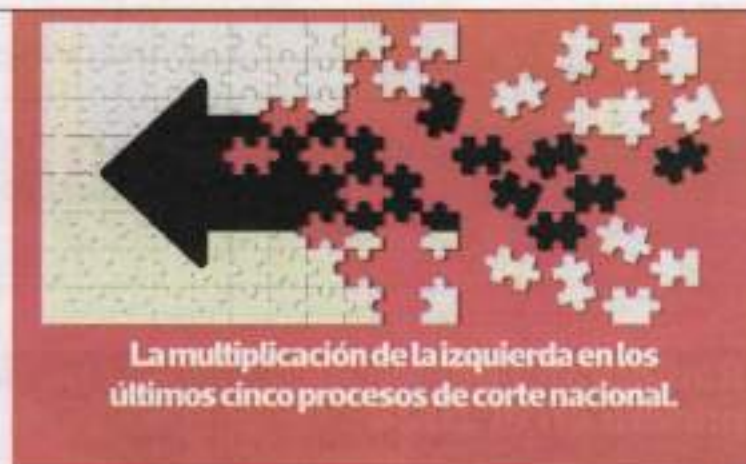 La multiplicación de la izquierda en los
últimos cinco procesos de corte nacional.